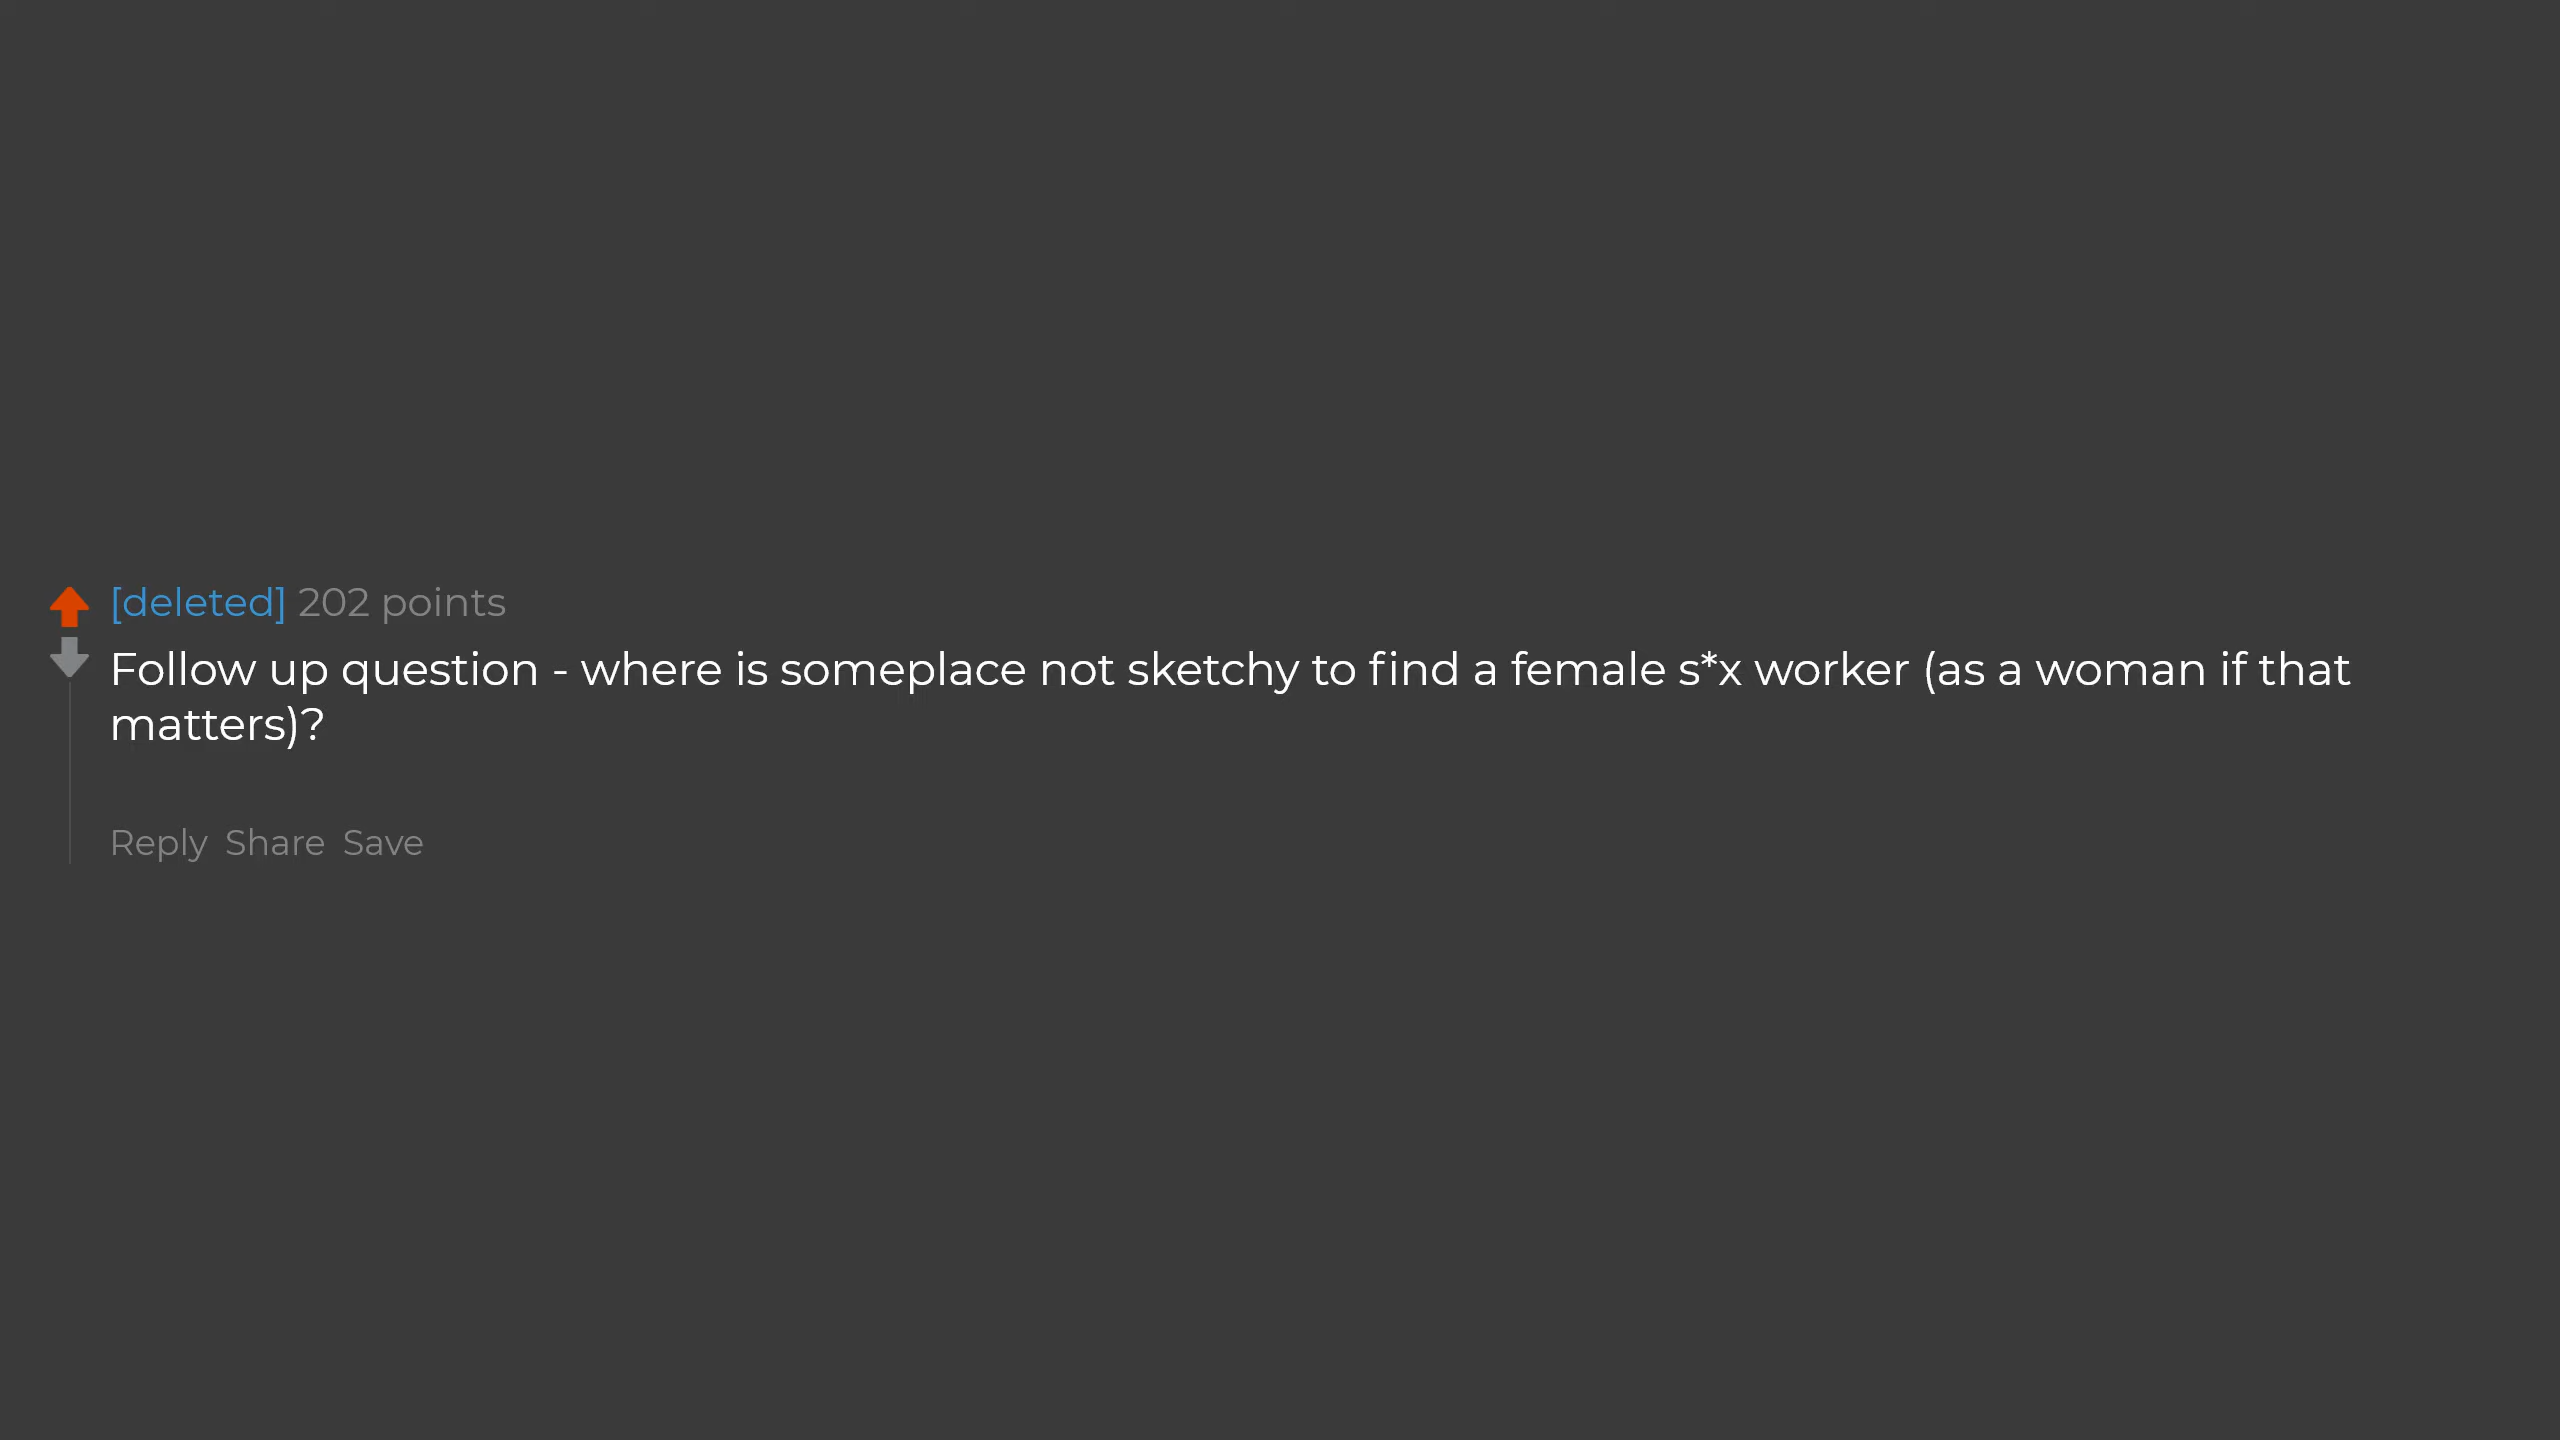 [deleted] 202 points
Follow up question - where is someplace not sketchy to find a female s*x worker (as a woman if that
matters)?
Reply Share Save